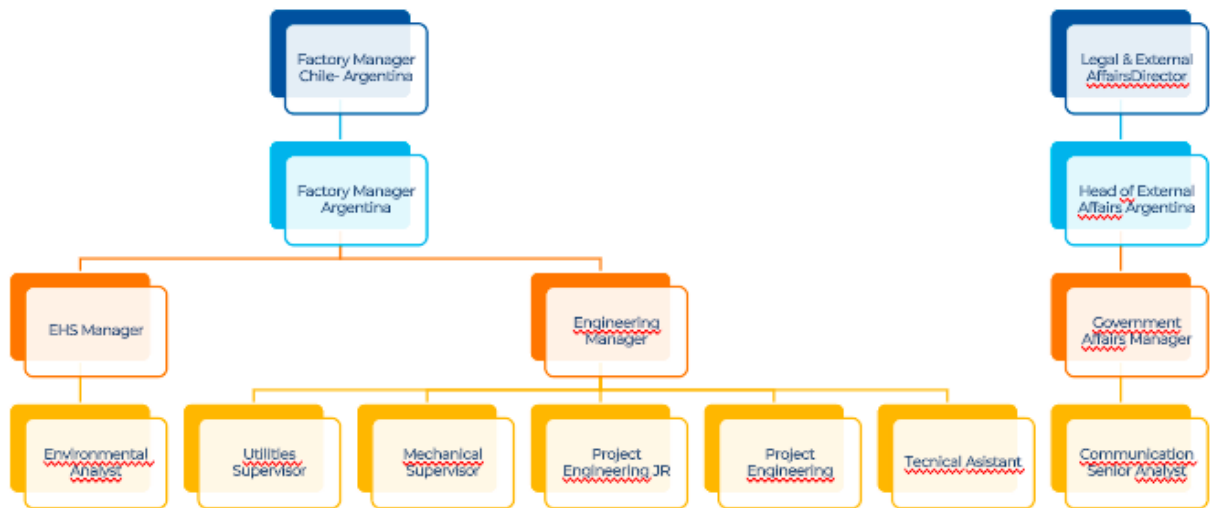 Factory Manager
Chile- Argentina
Legal & External
AffairsDirector
Factory Manager
Argentina
Head of External
Affairs Argentina
EHS Manager
Engineering
Manager
Government
Affairs Manager
Environmental
Analyst
Utilities
Supervisor
Mechanical
Supervisor
Project
Engineering JR
Project
Engineering
Tecnical Asistant
Communication
Senior Analyst